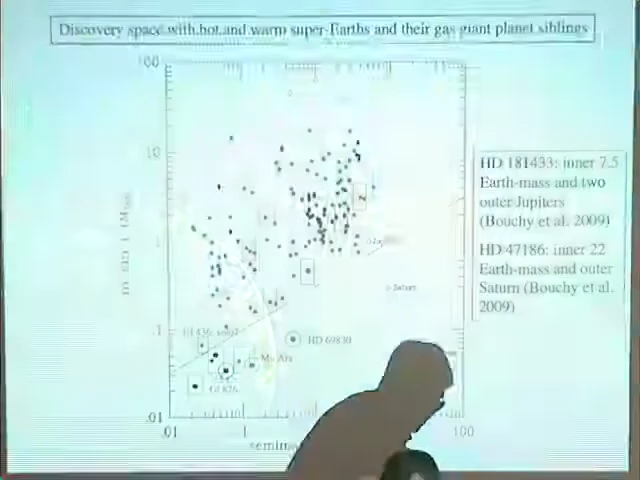 Discovery space with hot and warm super-Earths and their gas giant planet siblings
HD 181433: inner 7.5
Earth-mass and two
outer Jupiters
(Bouchy et al. 2009)
HD 47186: inner 22
Earth-mass and outer
Saturn (Bouchy et al.
2009)
100
10
1
.1
.01
Saturn
HD 69830
Mu Ara
.01
.1
100